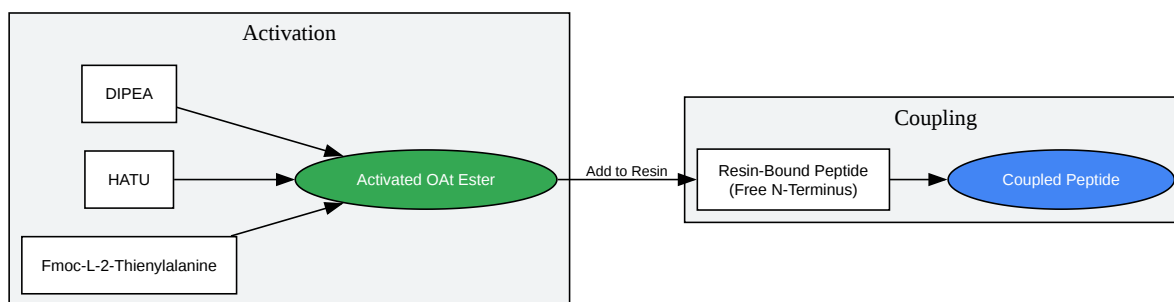 Activation
DIPEA
HATU
Fmoc-L-2-Thienylalanine
Activated OAt Ester
Add to Resin
Coupling
Resin-Bound Peptide
(Free N-Terminus)
Coupled Peptide